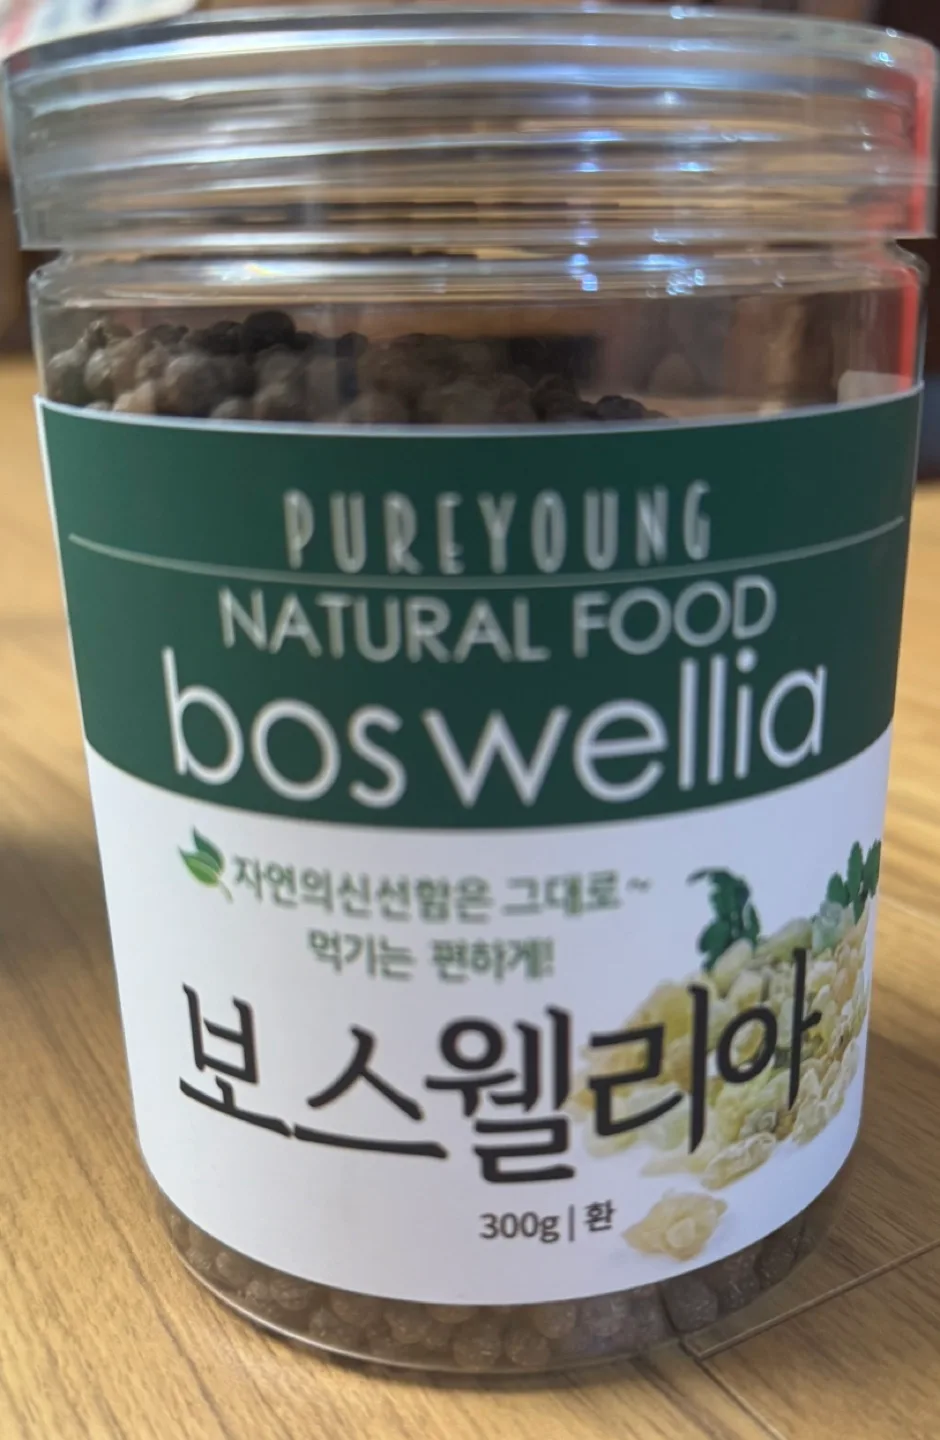 PUREYOUNG
NATURAL FOOD
boswellia
자연의신선함은 그대로~
먹기는 편하게!
보스웰리아
300g | 환